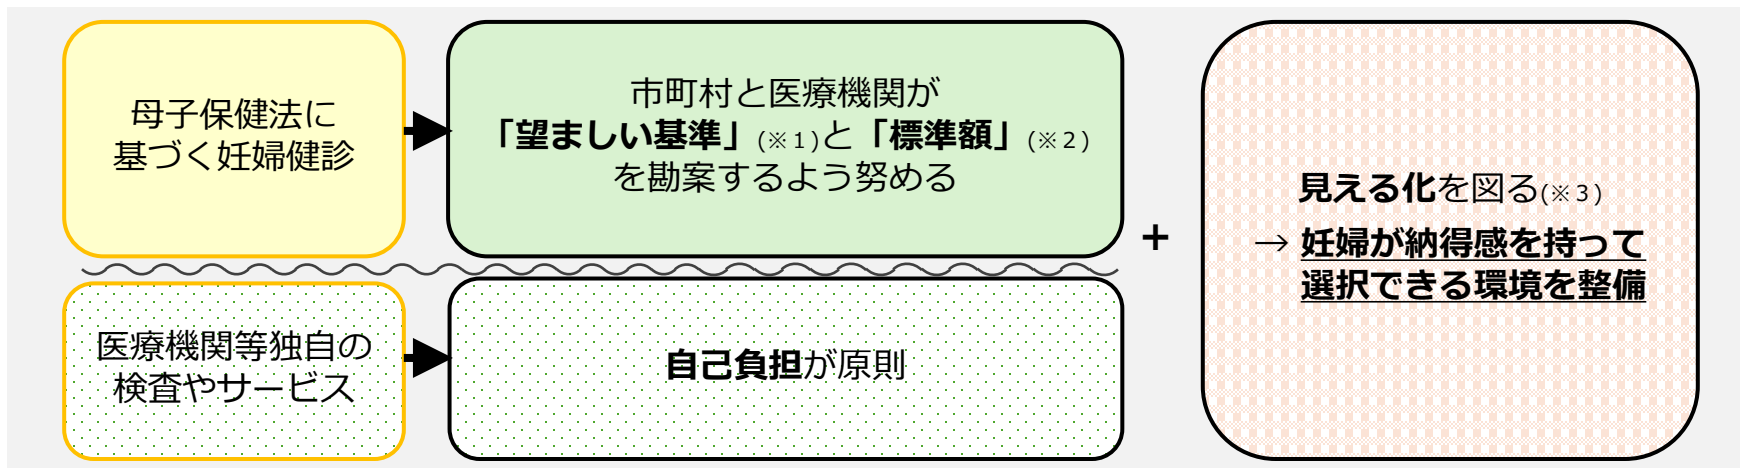 母子保健法に
基づく妊婦健診
市町村と医療機関が
「望ましい基準」(※1)と「標準額」(※2)
を勘案するよう努める
医療機関等独自の
検査やサービス
自己負担が原則
+
見える化を図る(※3)
→ 妊婦が納得感を持って
選択できる環境を整備